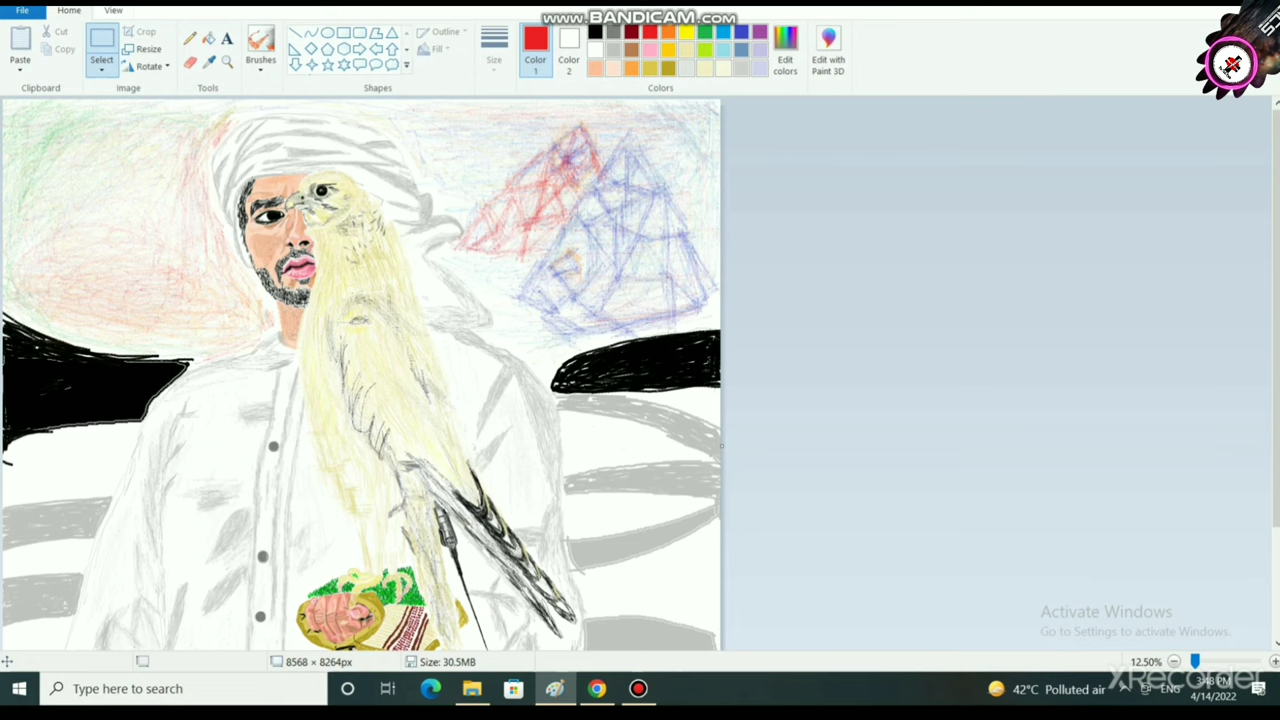 www.BANDICAM.com
File Home View
Paste
Cut
Copy
Clipboard
Select
Crop
Resize
Rotate
Image
Tools
Brushes
Outline
Fill
Shapes
Size
Color 1
Color 2
Edit colors
Edit with Paint 3D
Colors
Activate Windows
Go to Settings to activate Windows.
8568 × 8264px
Size: 30.5MB
12.50%
XRecorder
Type here to search
42°C Polluted air
ENG
3:48 PM
4/14/2022